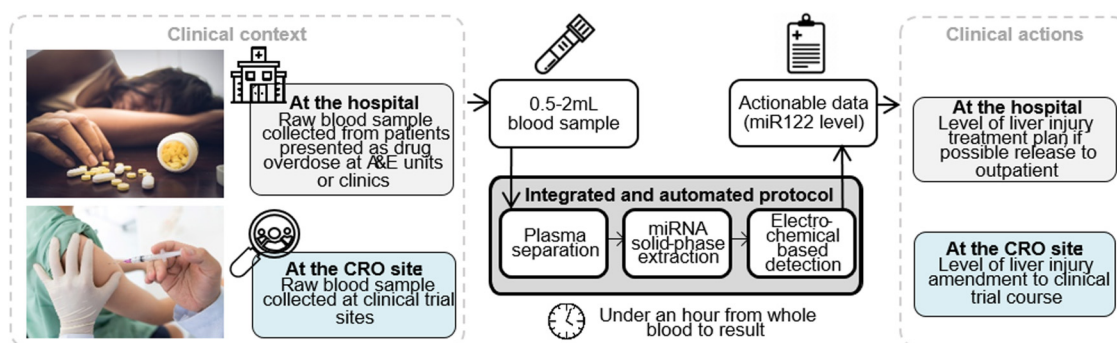 Clinical context
At the hospital
Raw blood sample
collected from patients
presented as drug
overdose at A&E units
or clinics
At the CRO site
Raw blood sample
collected at clinical trial
sites
0.5-2mL
blood sample
Actionable data
(miR122 level)
Integrated and automated protocol
Plasma
separation
miRNA
solid-phase
extraction
Electro-
chemical
based
detection
Under an hour from whole
blood to result
Clinical actions
At the hospital
Level of liver injury
treatment plan if
possible release to
outpatient
At the CRO site
Level of liver injury
amendment to clinical
trial course